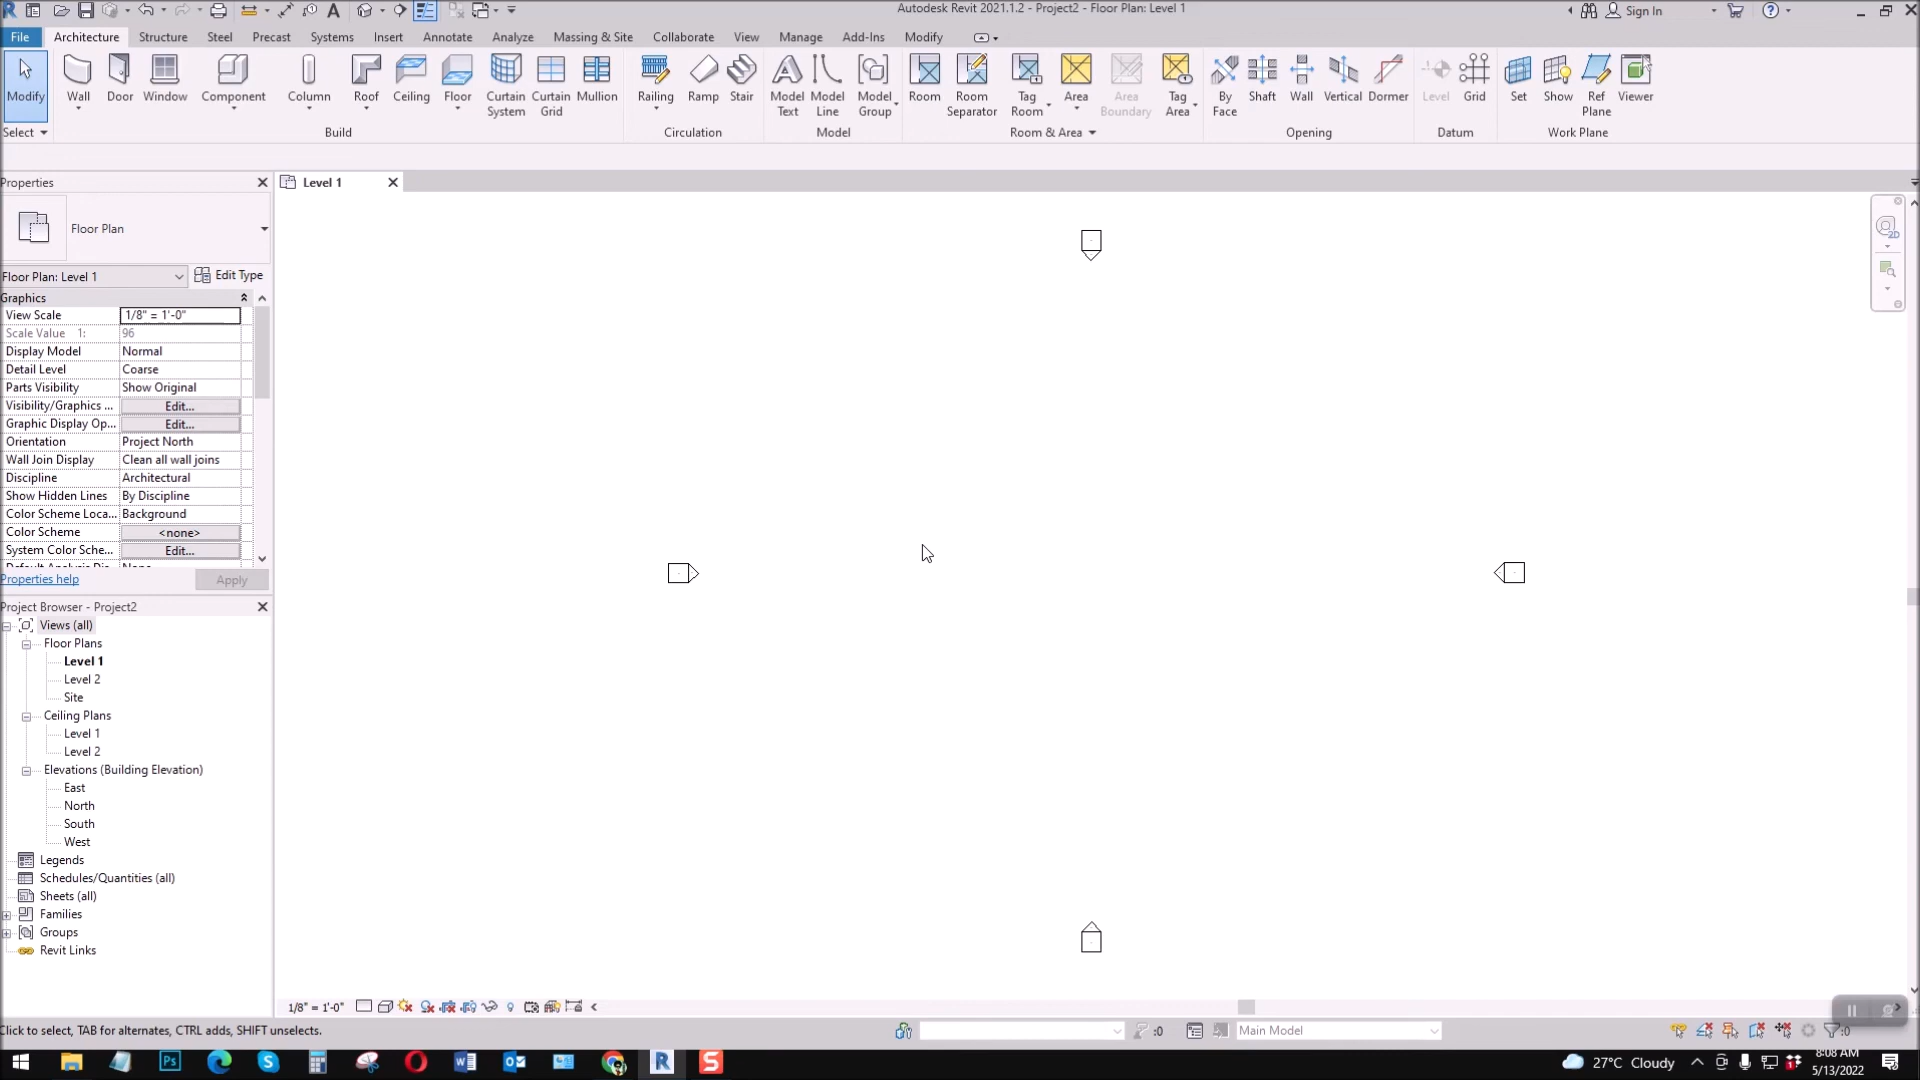 Autodesk Revit 2021.1.2 - Project2 - Floor Plan: Level 1
Sign In
File Architecture Structure Steel Precast Systems Insert Annotate Analyze Massing & Site Collaborate View Manage Add-Ins Modify
Modify Wall Door Window Component Column Roof Ceiling Floor Curtain System Curtain Grid Mullion Railing Ramp Stair Model Text Model Line Model Group Room Room Separator Tag Room Area Area Boundary Tag Area By Face Shaft Wall Vertical Dormer Level Grid Set Show Ref Plane Viewer
Select Build Circulation Model Room & Area Opening Datum Work Plane
Properties
Level 1
Floor Plan
Floor Plan: Level 1 Edit Type
Graphics
View Scale 1/8" = 1'-0"
Scale Value 1: 96
Display Model Normal
Detail Level Coarse
Parts Visibility Show Original
Visibility/Graphics ... Edit...
Graphic Display Op... Edit...
Orientation Project North
Wall Join Display Clean all wall joins
Discipline Architectural
Show Hidden Lines By Discipline
Color Scheme Loca... Background
Color Scheme <none>
System Color Sche... Edit...
Properties help Apply
Project Browser - Project2
Views (all)
Floor Plans
Level 1
Level 2
Site
Ceiling Plans
Level 1
Level 2
Elevations (Building Elevation)
East
North
South
West
Legends
Schedules/Quantities (all)
Sheets (all)
Families
Groups
Revit Links
2D
1/8" = 1'-0"
Click to select, TAB for alternates, CTRL adds, SHIFT unselects.
:0
Main Model
:0
27°C Cloudy
8:08 AM
5/13/2022